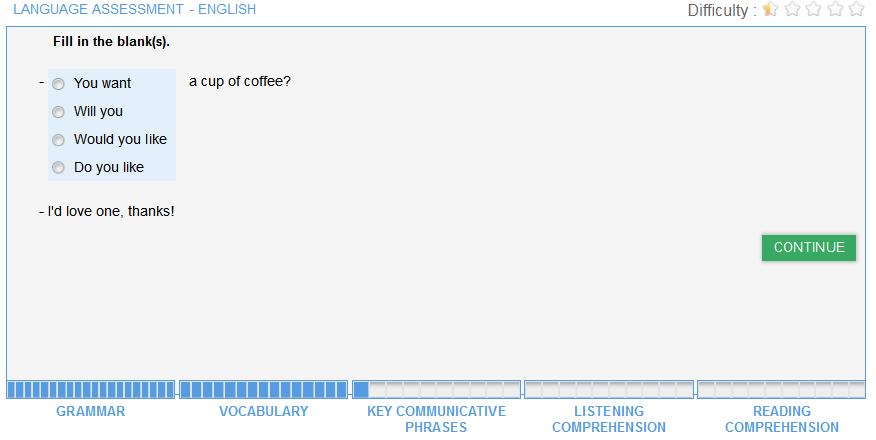 LANGUAGE ASSESSMENT - ENGLISH
Difficulty :
Fill in the blank(s).
- You want a cup of coffee?
Will you
Would you like
Do you like
- I'd love one, thanks!
CONTINUE
GRAMMAR
VOCABULARY
KEY COMMUNICATIVE
PHRASES
LISTENING
COMPREHENSION
READING
COMPREHENSION